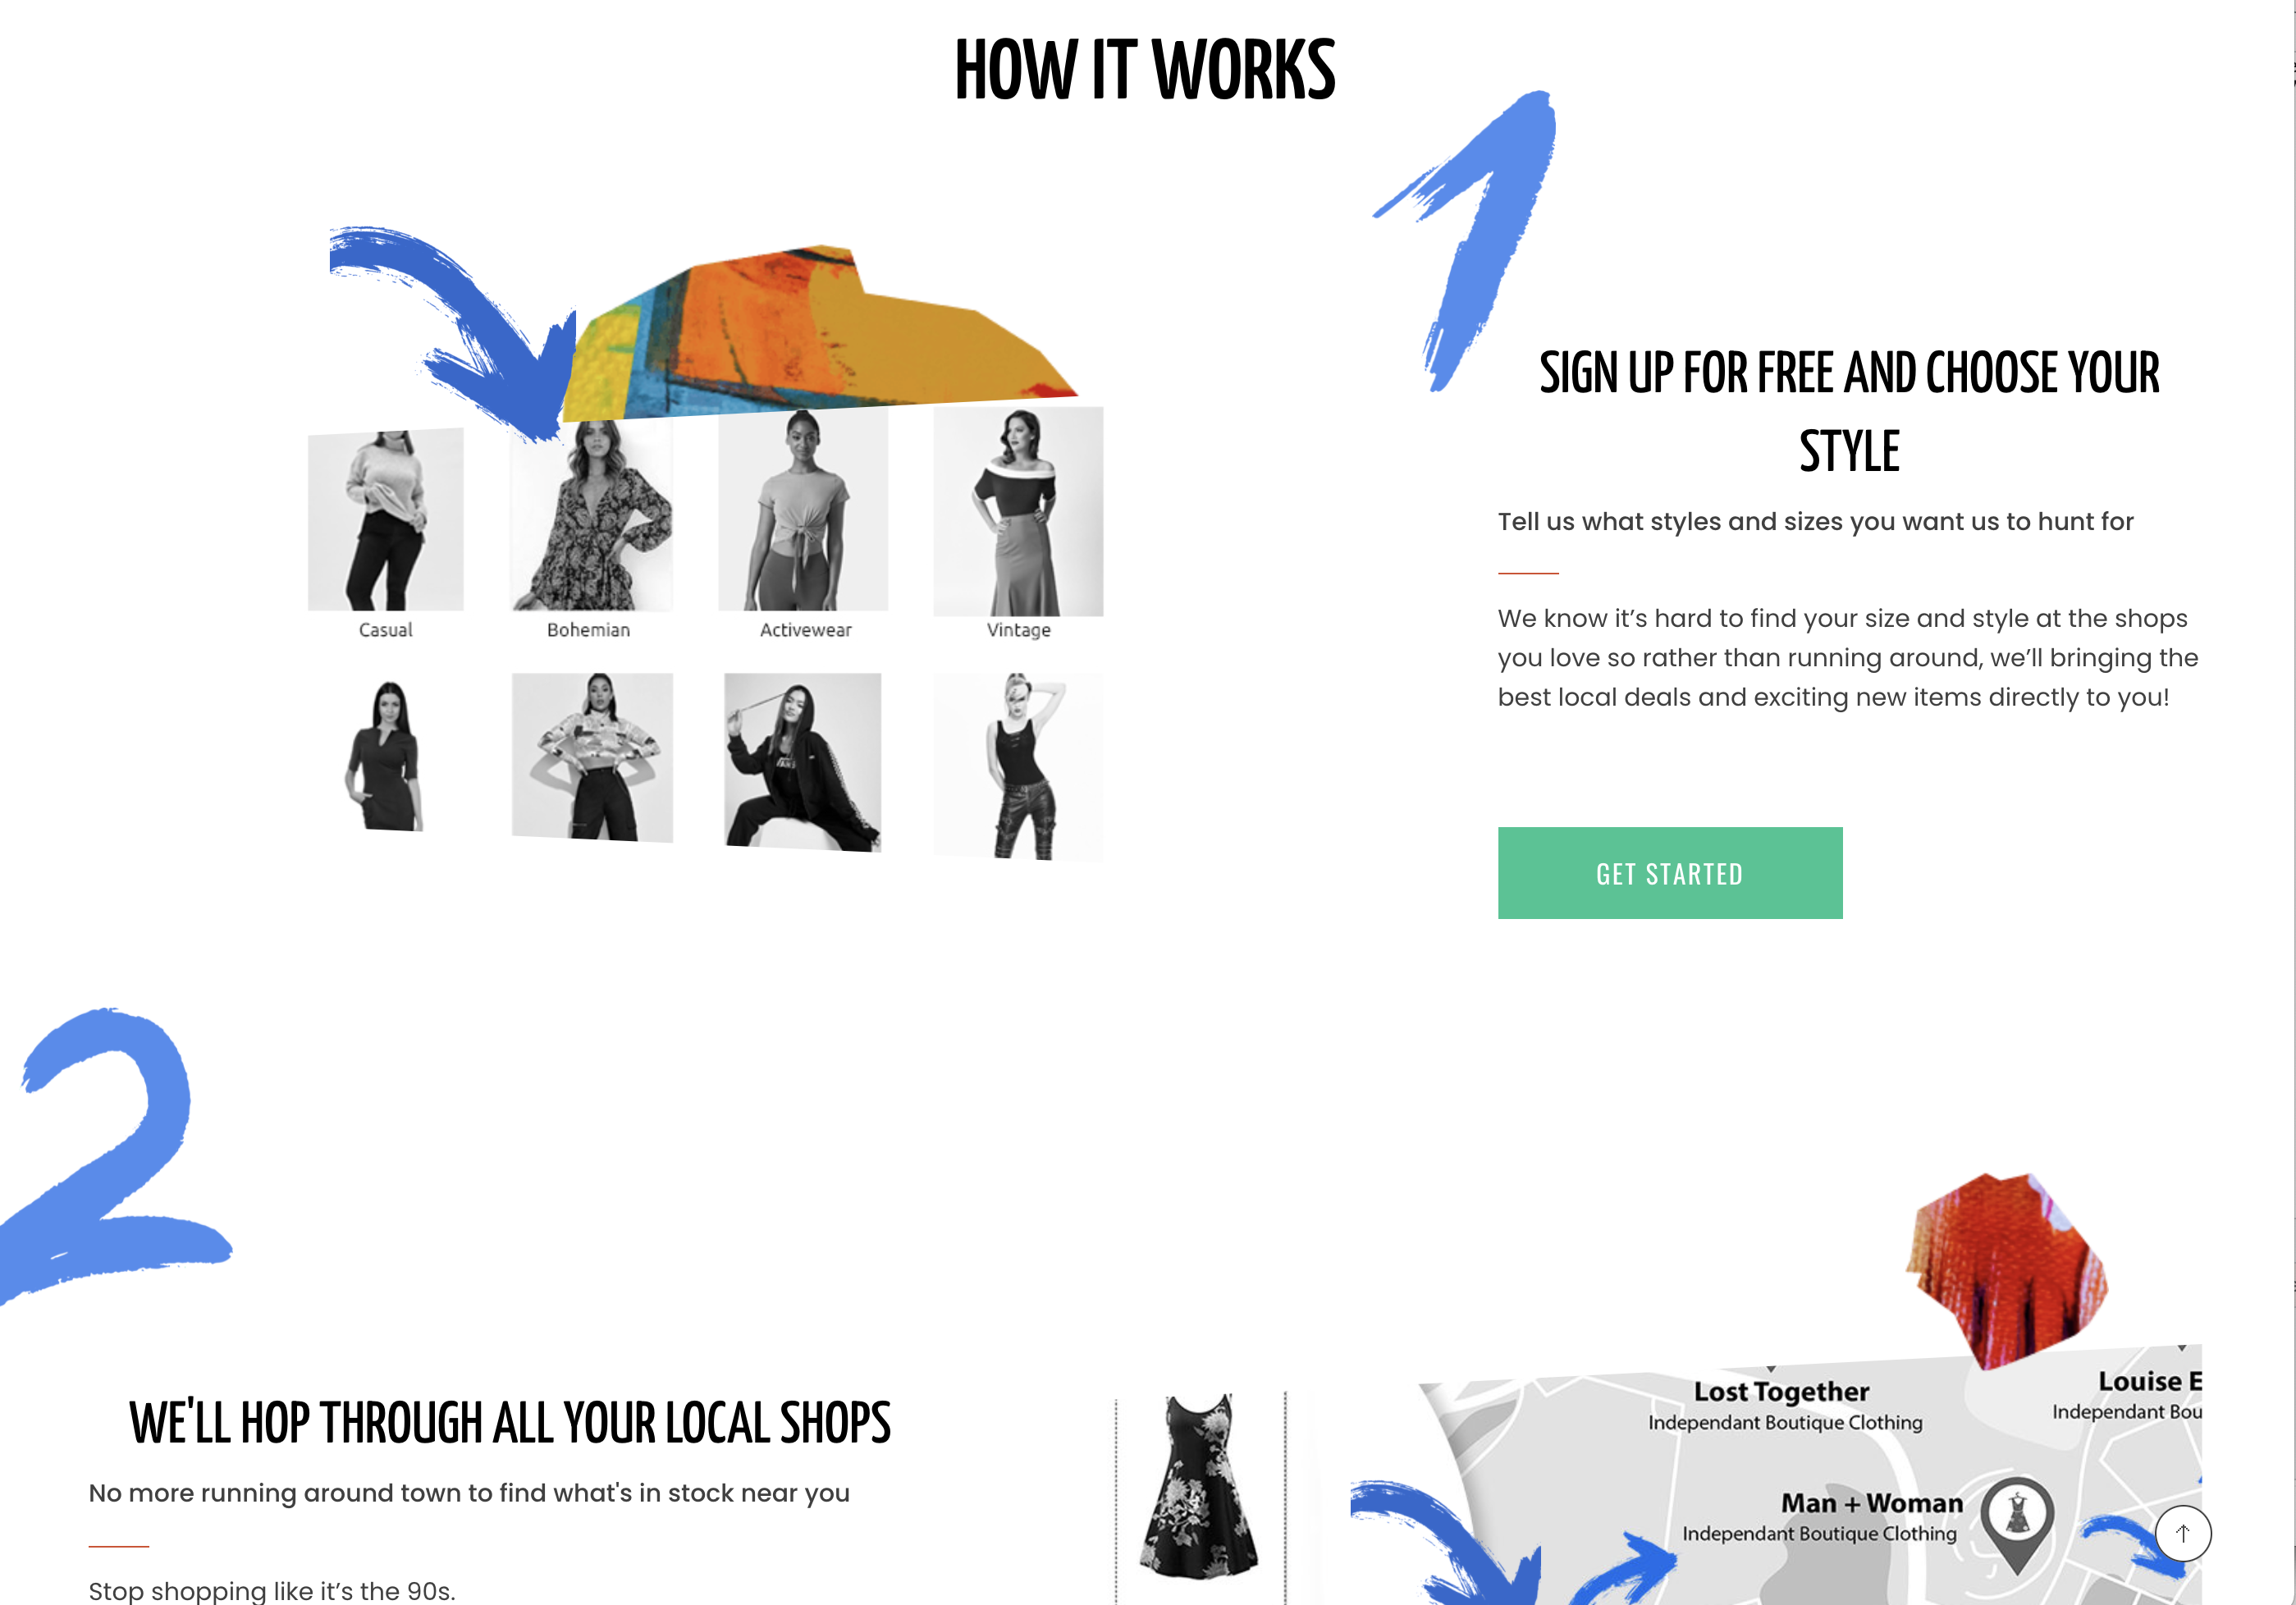 HOW IT WORKS
1
SIGN UP FOR FREE AND CHOOSE YOUR
STYLE
Tell us what styles and sizes you want us to hunt for
We know it’s hard to find your size and style at the shops
you love so rather than running around, we’ll bringing the
best local deals and exciting new items directly to you!
GET STARTED
Casual
Bohemian
Activewear
Vintage
VANS
2
WE'LL HOP THROUGH ALL YOUR LOCAL SHOPS
No more running around town to find what's in stock near you
Stop shopping like it’s the 90s.
Lost Together
Independant Boutique Clothing
Louise E
Independant Bou
Man + Woman
Independant Boutique Clothing